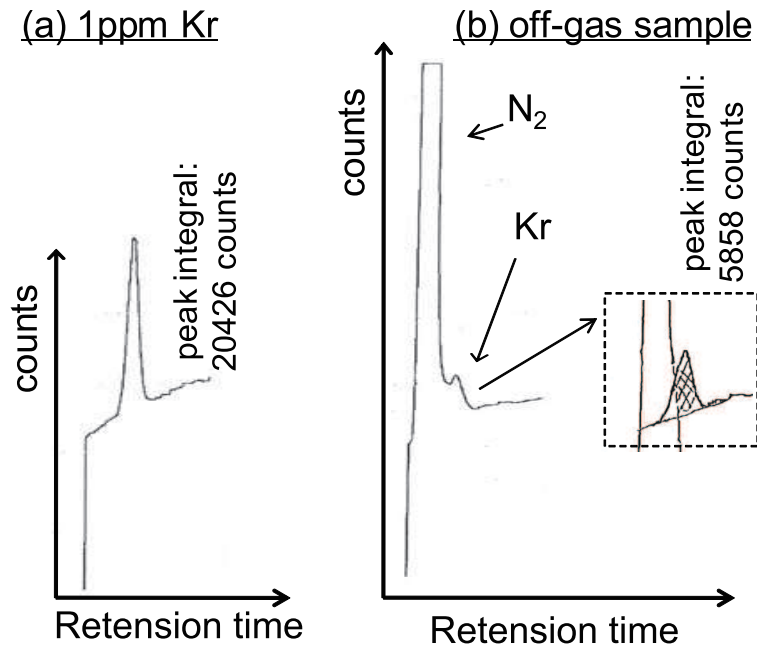 (a) 1ppm Kr
counts
peak integral:
20426 counts
Retension time
(b) off-gas sample
counts
N₂
Kr
peak integral:
5858 counts
Retension time